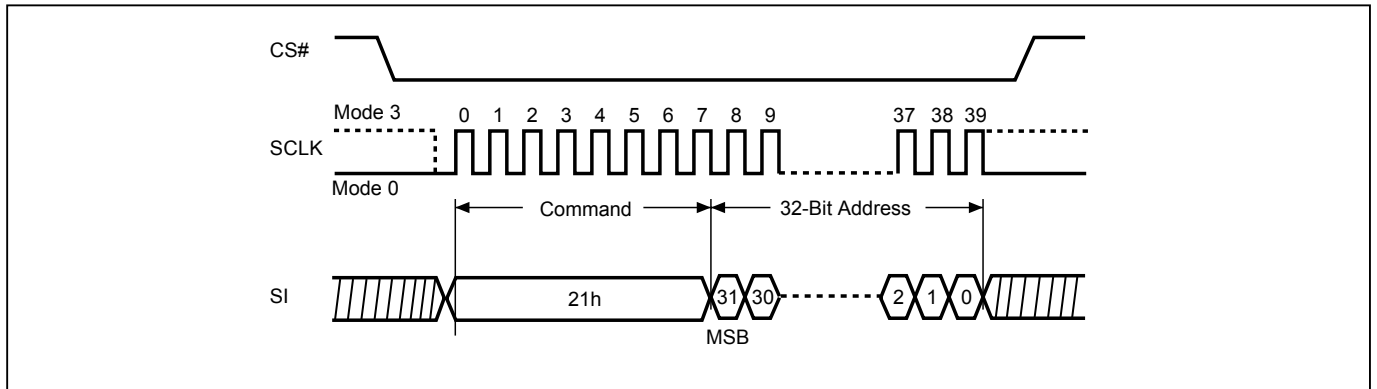 CS#
Mode 3
0 1 2 3 4 5 6 7 8 9 37 38 39
SCLK
Mode 0
Command 32-Bit Address
SI 21h 31 30 2 1 0
MSB